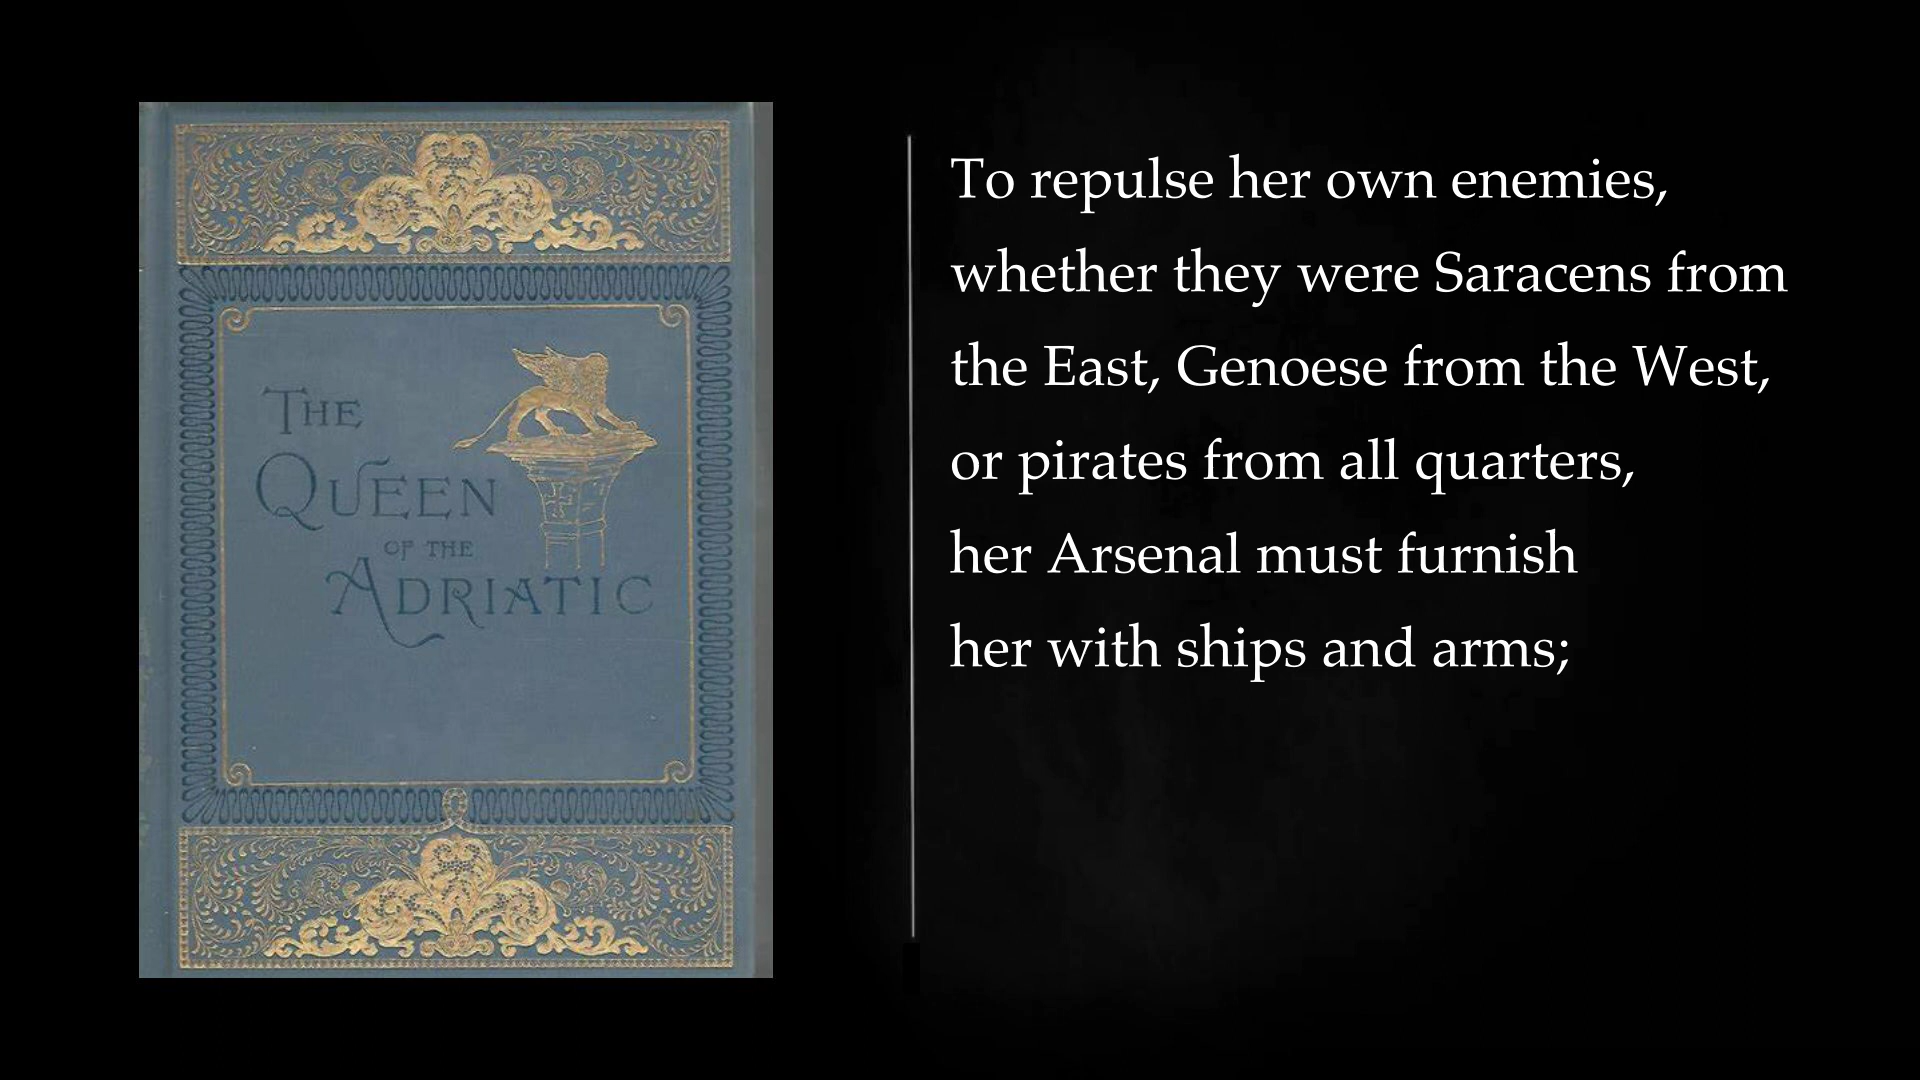 The
Queen
of the
Adriatic
To repulse her own enemies,
whether they were Saracens from
the East, Genoese from the West,
or pirates from all quarters,
her Arsenal must furnish
her with ships and arms;